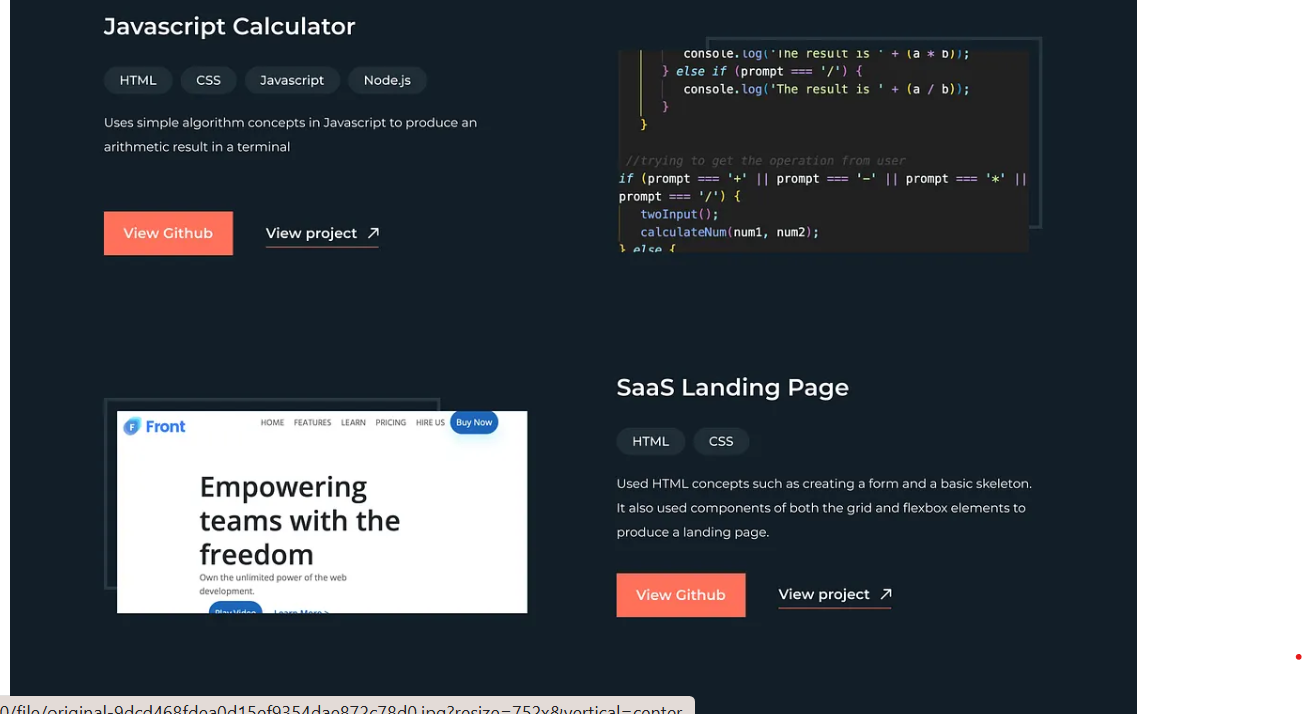 Javascript Calculator
HTML CSS Javascript Node.js
Uses simple algorithm concepts in Javascript to produce an
arithmetic result in a terminal
View Github View project
console.log('The result is ' + (a * b));
} else if (prompt === '/') {
console.log('The result is ' + (a / b));
}
}
//trying to get the operation from user
if (prompt === '+' || prompt === '-' || prompt === '*' ||
prompt === '/') {
twoInput();
calculateNum(num1, num2);
} else {
F Front HOME FEATURES LEARN PRICING HIRE US Buy Now
Empowering
teams with the
freedom
Own the unlimited power of the web
development.
Play Video Learn More >
SaaS Landing Page
HTML CSS
Used HTML concepts such as creating a form and a basic skeleton.
It also used components of both the grid and flexbox elements to
produce a landing page.
View Github View project
0/file/original-9dcd468fdea0d15ef9354dae872c78d0.jpg?resize=752x&vertical=center